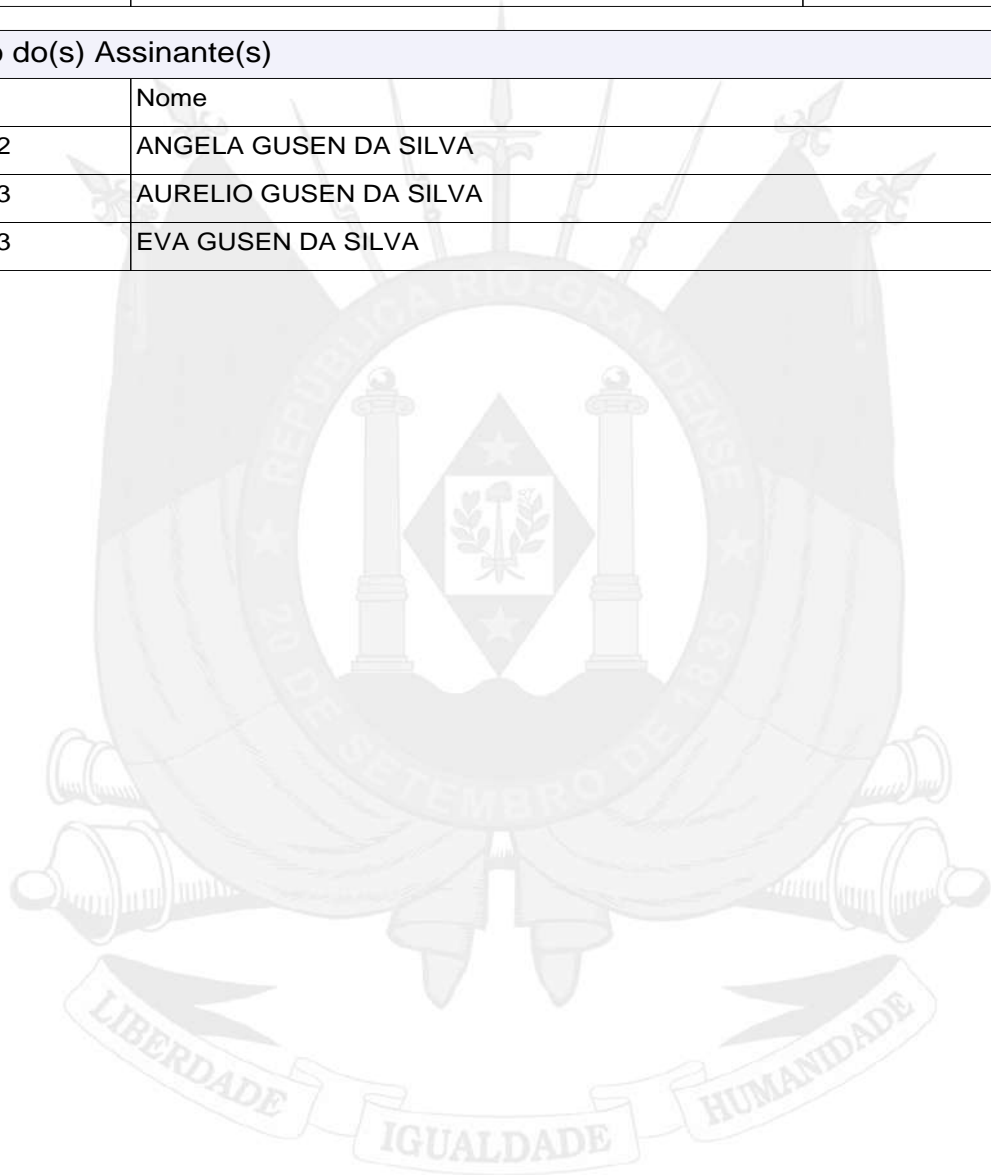 o do(s) Assinante(s)
Nome
2 ANGELA GUSEN DA SILVA
3 AURELIO GUSEN DA SILVA
3 EVA GUSEN DA SILVA
★ REPÚBLICA RIO-GRANDENSE ★
20 DE SETEMBRO DE 1835
LIBERDADE IGUALDADE HUMANIDADE